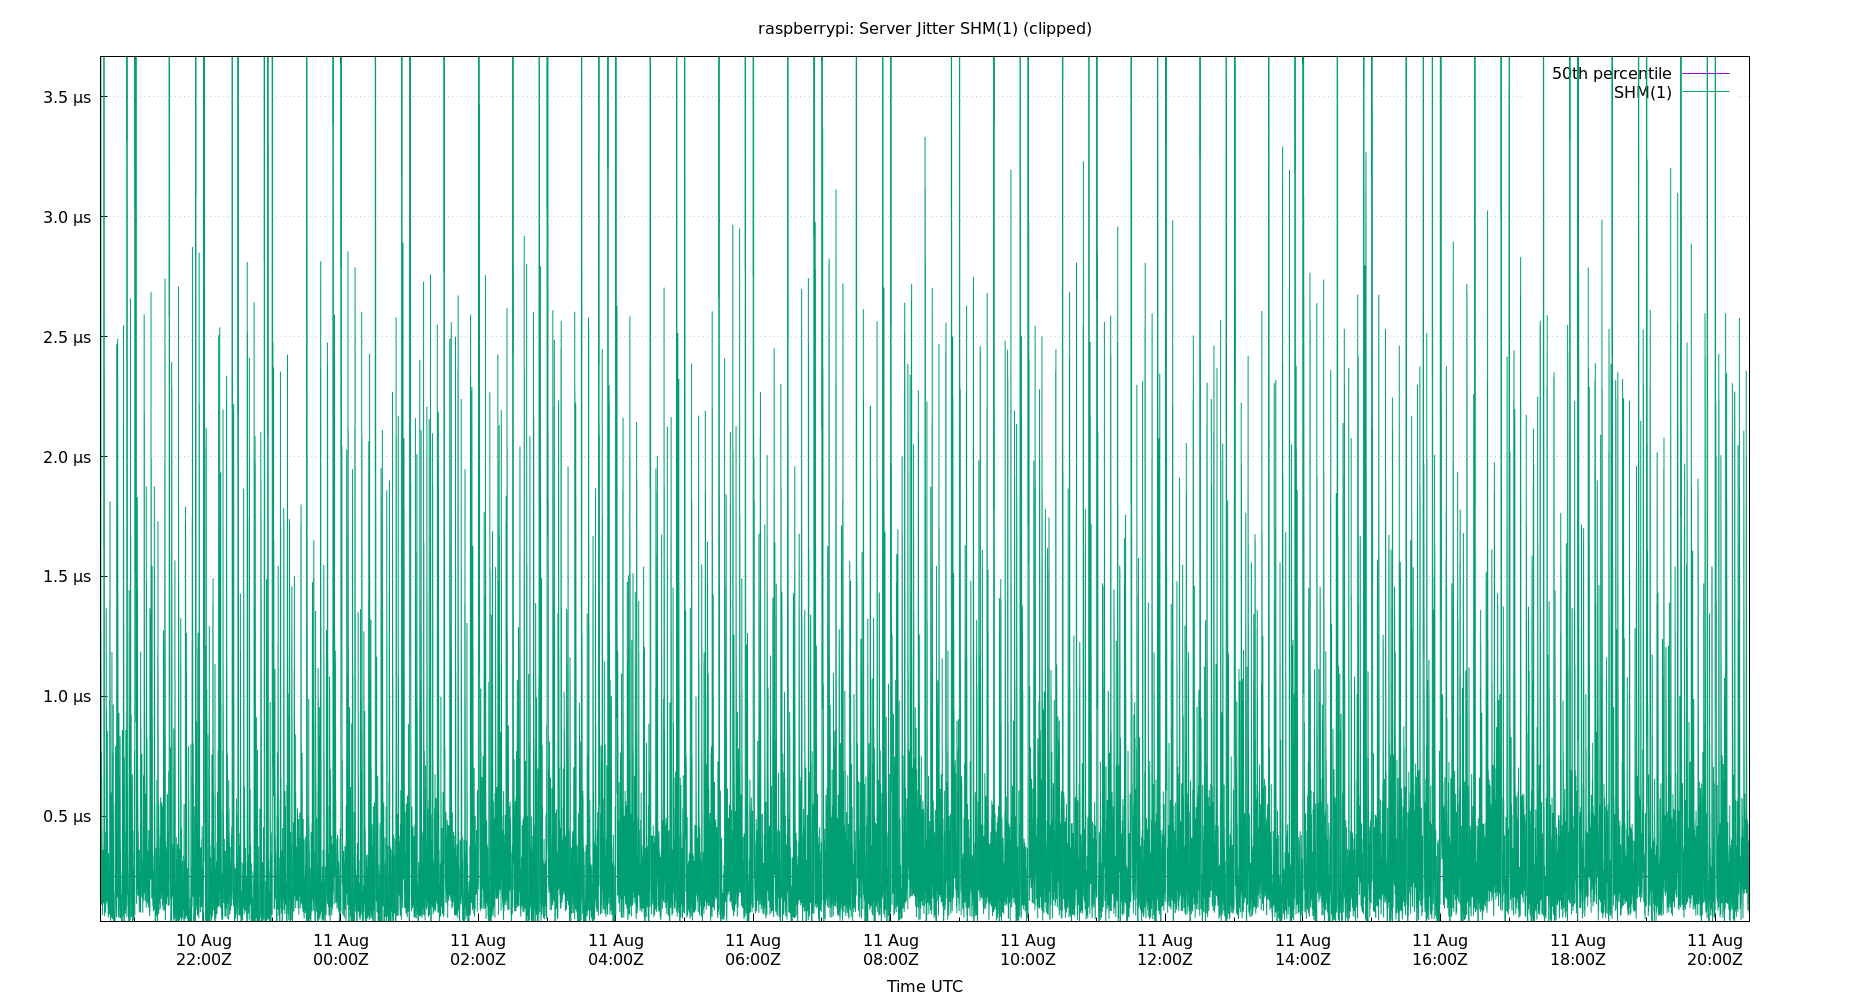 raspberrypi: Server Jitter SHM(1) (clipped)
50th percentile
SHM(1)
3.5 μs
3.0 μs
2.5 μs
2.0 μs
1.5 μs
1.0 μs
0.5 μs
10 Aug 11 Aug 11 Aug 11 Aug 11 Aug 11 Aug 11 Aug 11 Aug 11 Aug 11 Aug 11 Aug 11 Aug
22:00Z 00:00Z 02:00Z 04:00Z 06:00Z 08:00Z 10:00Z 12:00Z 14:00Z 16:00Z 18:00Z 20:00Z
Time UTC